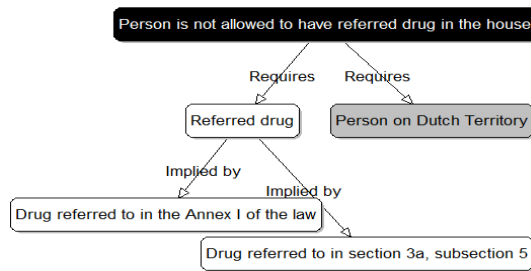 Person is not allowed to have referred drug in the house
Requires Requires
Referred drug Person on Dutch Territory
Implied by
Implied by
Drug referred to in the Annex I of the law
Drug referred to in section 3a, subsection 5